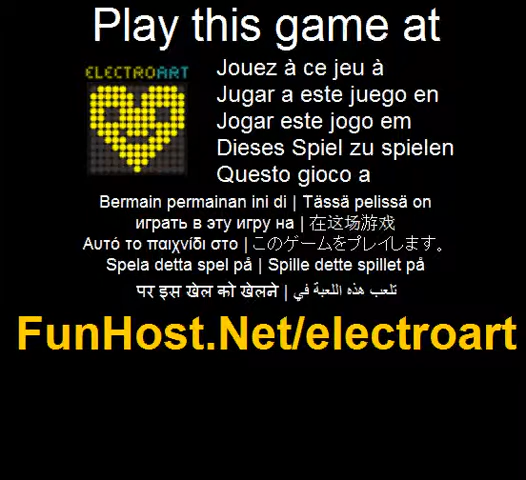 Play this game at
ELECTROART
Jouez à ce jeu à
Jugar a este juego en
Jogar este jogo em
Dieses Spiel zu spielen
Questo gioco a
Bermain permainan ini di | Tässä pelissä on
играть в эту игру на | 在这场游戏
Αυτό το παιχνίδι στο | このゲームをプレイします。
Spela detta spel på | Spille dette spillet på
पर इस खेल को खेलने | تلعب هذه اللعبة في
FunHost.Net/electroart